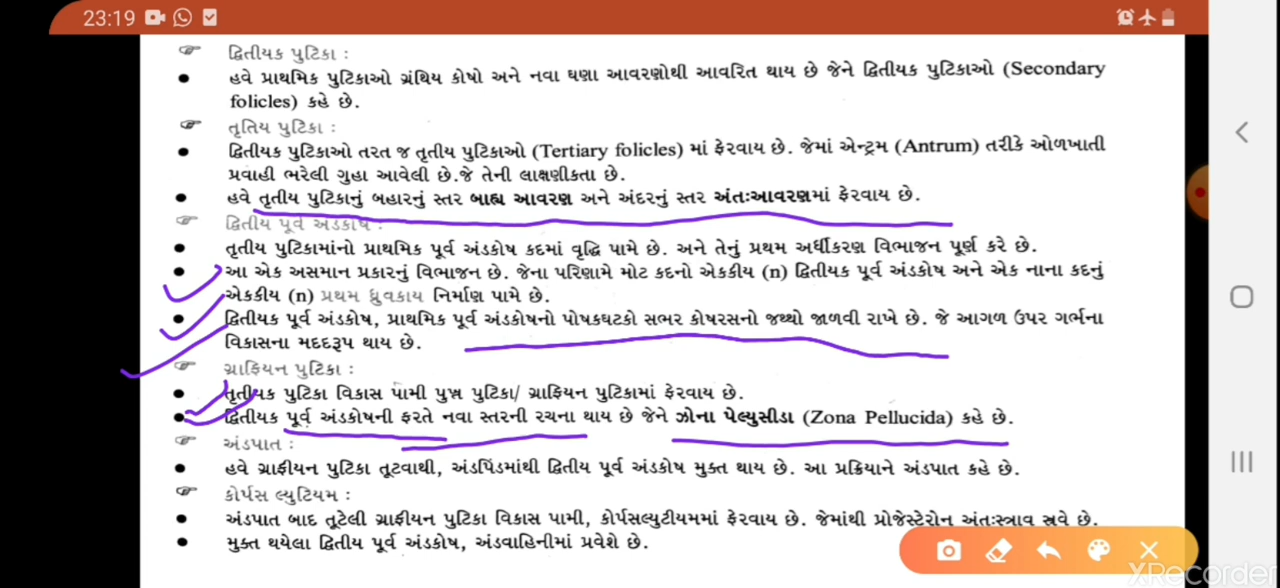 23:19
દ્વિતીયક પુટિકા :
હવે પ્રાથમિક પુટિકાઓ ગ્રંથિય કોષો અને નવા ઘણા આવરણોથી આવરિત થાય છે જેને દ્વિતીયક પુટિકાઓ (Secondary
folicles) કહે છે.
તૃતિય પુટિકા :
દ્વિતીયક પુટિકાઓ તરત જ તૃતીય પુટિકાઓ (Tertiary folicles) માં ફેરવાય છે. જેમાં એન્ટ્રમ (Antrum) તરીકે ઓળખાતી
પ્રવાહી ભરેલી ગુહા આવેલી છે.જે તેની લાક્ષણીકતા છે.
હવે તૃતીય પુટિકાનું બહારનું સ્તર બાહ્ય આવરણ અને અંદરનું સ્તર અંતઃઆવરણમાં ફેરવાય છે.
દ્વિતીય પૂર્વ અંડકોષ :
તૃતીય પુટિકામાંનો પ્રાથમિક પૂર્વ અંડકોષ કદમાં વૃદ્ધિ પામે છે. અને તેનું પ્રથમ અર્ધીકરણ વિભાજન પૂર્ણ કરે છે.
આ એક અસમાન પ્રકારનું વિભાજન છે. જેના પરિણામે મોટ કદનો એકકીય (n) દ્વિતીયક પૂર્વ અંડકોષ અને એક નાના કદનું
એકકીય (n) પ્રથમ ધ્રુવકાય નિર્માણ પામે છે.
દ્વિતીયક પૂર્વ અંડકોષ, પ્રાથમિક પૂર્વ અંડકોષનો પોષકઘટકો સભર કોષરસનો જથ્થો જાળવી રાખે છે. જે આગળ ઉપર ગર્ભના
વિકાસના મદદરૂપ થાય છે.
ગ્રાફિયન પુટિકા :
તૃતીયક પુટિકા વિકાસ પામી પુખ્ત પુટિકા/ ગ્રાફિયન પુટિકામાં ફેરવાય છે.
દ્વિતીયક પૂર્વ અંડકોષની ફરતે નવા સ્તરની રચના થાય છે જેને ઝોના પેલ્યુસીડા (Zona Pellucida) કહે છે.
અંડપાત :
હવે ગ્રાફીયન પુટિકા તૂટવાથી, અંડપિંડમાંથી દ્વિતીય પૂર્વ અંડકોષ મુક્ત થાય છે. આ પ્રક્રિયાને અંડપાત કહે છે.
કોર્પસ લ્યુટિયમ :
અંડપાત બાદ તૂટેલી ગ્રાફીયન પુટિકા વિકાસ પામી, કોર્પસલ્યુટીયમમાં ફેરવાય છે. જેમાંથી પ્રોજેસ્ટેરોન અંતઃસ્ત્રાવ સ્ત્રવે છે.
મુક્ત થયેલા દ્વિતીય પૂર્વ અંડકોષ, અંડવાહિનીમાં પ્રવેશે છે.
XRecorder